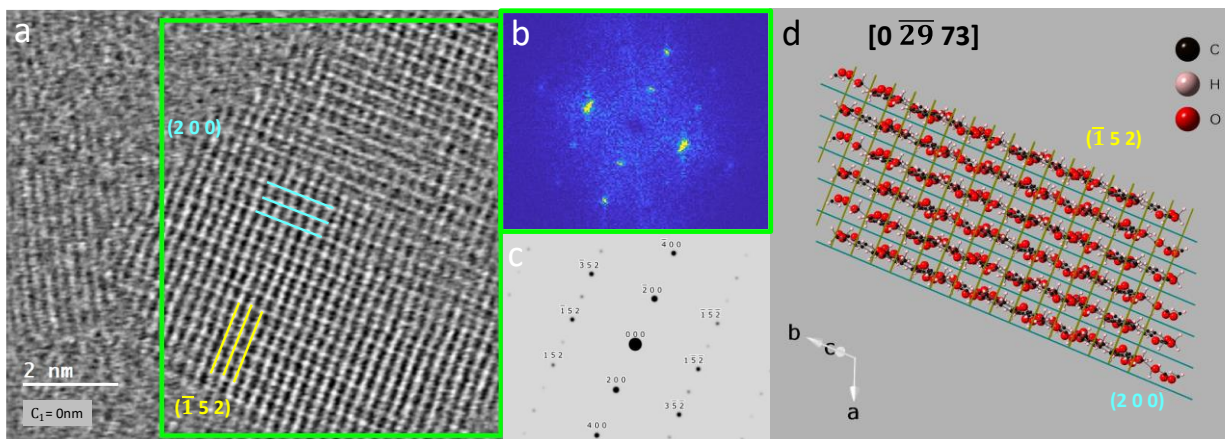 a
(2 0 0)
(1̄ 5 2)
2 nm
C₁= 0nm
b
c
4̄ 0 0
3̄ 5 2
2̄ 0 0
1̄ 5 2
1̄ 5̄ 2̄
0 0 0
1 5 2
1 5̄ 2̄
2 0 0
3 5̄ 2̄
4 0 0
d
[0 2̅9̅ 73]
C
H
O
(1̄ 5 2)
b
c
a
(2 0 0)